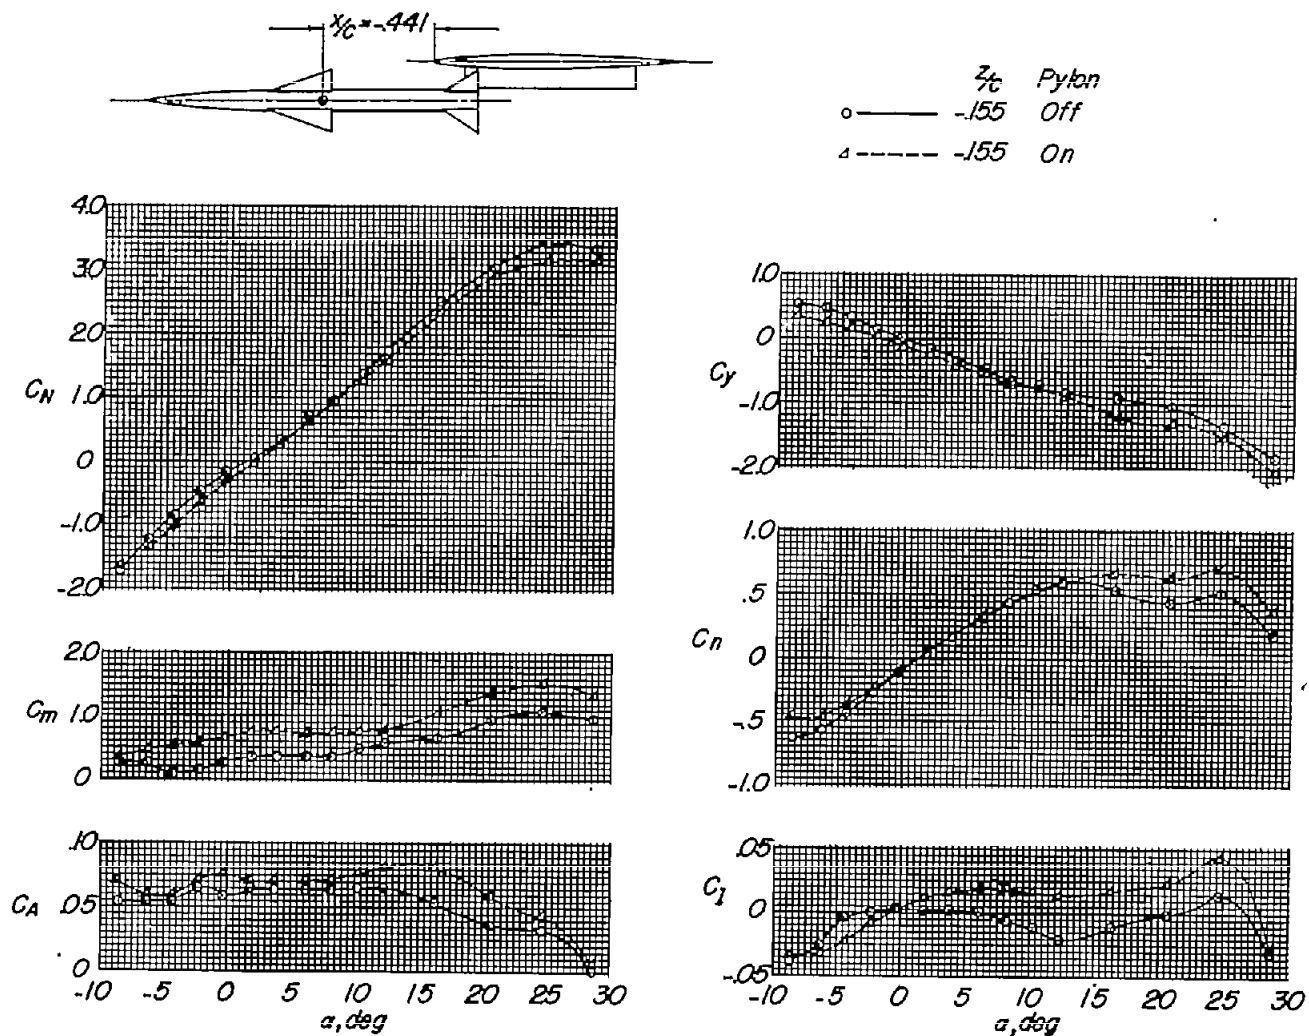 x/c = -.441
z/c Pylon
-.155 Off
-.155 On
4.0
3.0
2.0
C_N 1.0
0
-1.0
-2.0
2.0
C_m 1.0
0
.10
C_A .05
0
-10 -5 0 5 10 15 20 25 30
α, deg
1.0
0
C_y
-1.0
-2.0
1.0
.5
C_n 0
-.5
-1.0
.05
C_l 0
-.05
-10 -5 0 5 10 15 20 25 30
α, deg